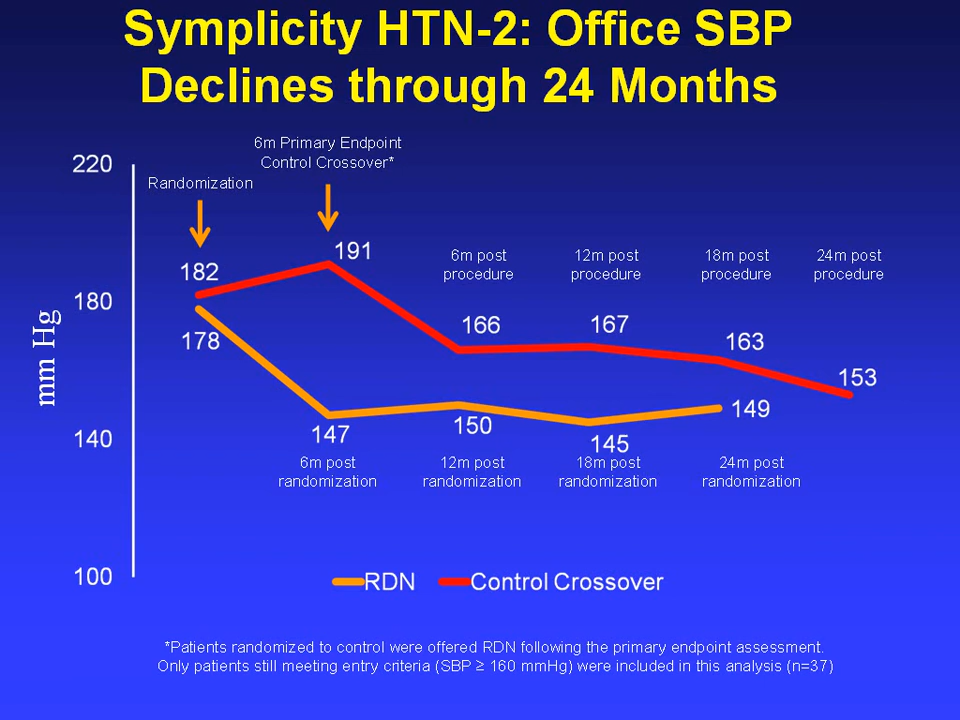 Symplicity HTN-2: Office SBP
Declines through 24 Months
6m Primary Endpoint
Control Crossover*
Randomization
220
180
140
100
mm Hg
182
191
178
6m post
procedure
12m post
procedure
18m post
procedure
24m post
procedure
166
167
163
153
147
150
145
149
6m post
randomization
12m post
randomization
18m post
randomization
24m post
randomization
RDN
Control Crossover
*Patients randomized to control were offered RDN following the primary endpoint assessment.
Only patients still meeting entry criteria (SBP ≥ 160 mmHg) were included in this analysis (n=37)